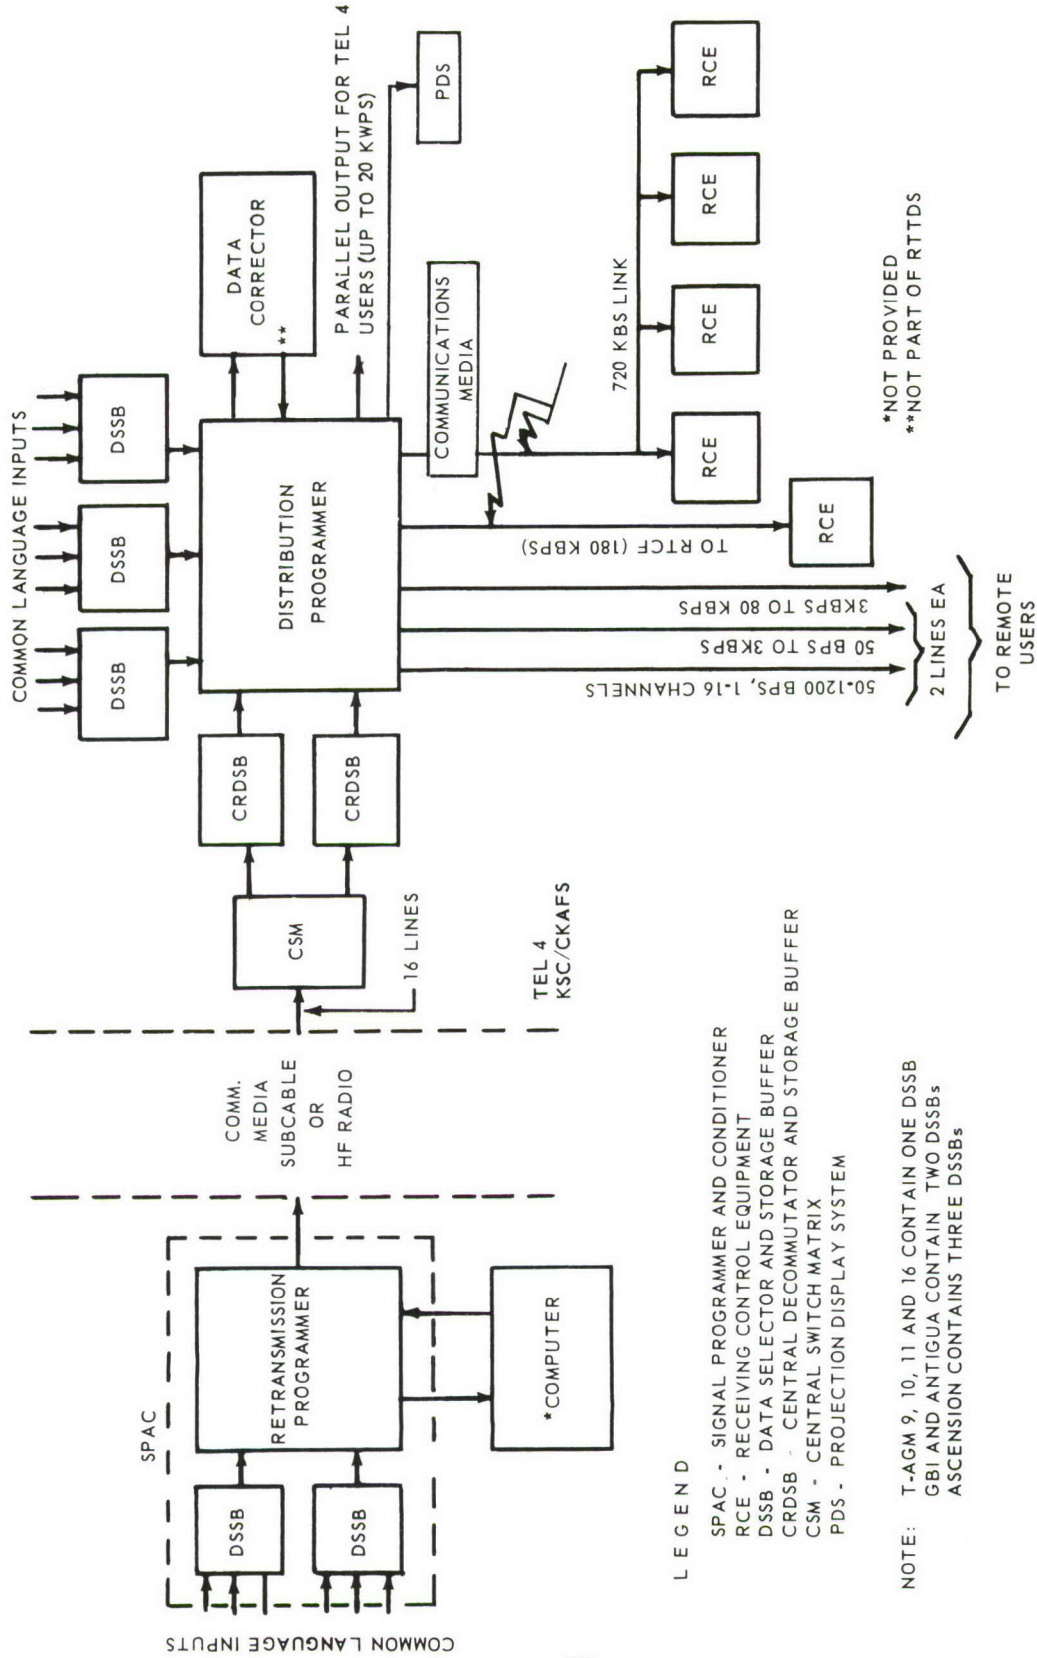 COMMON LANGUAGE INPUTS
SPAC
DSSB
DSSB
RETRANSMISSION
PROGRAMMER
*COMPUTER
COMM.
MEDIA
SUBCABLE
OR
HF RADIO
16 LINES
TEL 4
KSC/CKAFS
CSM
CRDSB
CRDSB
COMMON LANGUAGE INPUTS
DSSB
DSSB
DSSB
DISTRIBUTION
PROGRAMMER
DATA
CORRECTOR
**
PARALLEL OUTPUT FOR TEL 4
USERS (UP TO 20 KWPS)
PDS
COMMUNICATIONS
MEDIA
720 KBS LINK
RCE
RCE
RCE
RCE
TO RTCF (180 KBPS)
RCE
3KBPS TO 80 KBPS
50 BPS TO 3KBPS
50-1200 BPS, 1-16 CHANNELS
2 LINES EA
TO REMOTE
USERS
*NOT PROVIDED
**NOT PART OF RTTDS
LEGEND
SPAC - SIGNAL PROGRAMMER AND CONDITIONER
RCE - RECEIVING CONTROL EQUIPMENT
DSSB - DATA SELECTOR AND STORAGE BUFFER
CRDSB - CENTRAL DECOMMUTATOR AND STORAGE BUFFER
CSM - CENTRAL SWITCH MATRIX
PDS - PROJECTION DISPLAY SYSTEM
NOTE: T-AGM 9, 10, 11 AND 16 CONTAIN ONE DSSB
GBI AND ANTIGUA CONTAIN TWO DSSBs
ASCENSION CONTAINS THREE DSSBs